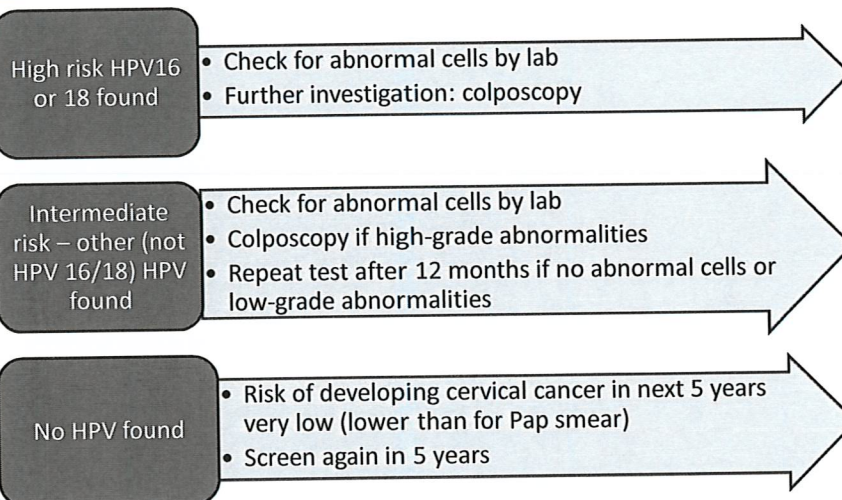 High risk HPV16
or 18 found
• Check for abnormal cells by lab
• Further investigation: colposcopy
Intermediate
risk – other (not
HPV 16/18) HPV
found
• Check for abnormal cells by lab
• Colposcopy if high-grade abnormalities
• Repeat test after 12 months if no abnormal cells or
low-grade abnormalities
No HPV found
• Risk of developing cervical cancer in next 5 years
very low (lower than for Pap smear)
• Screen again in 5 years